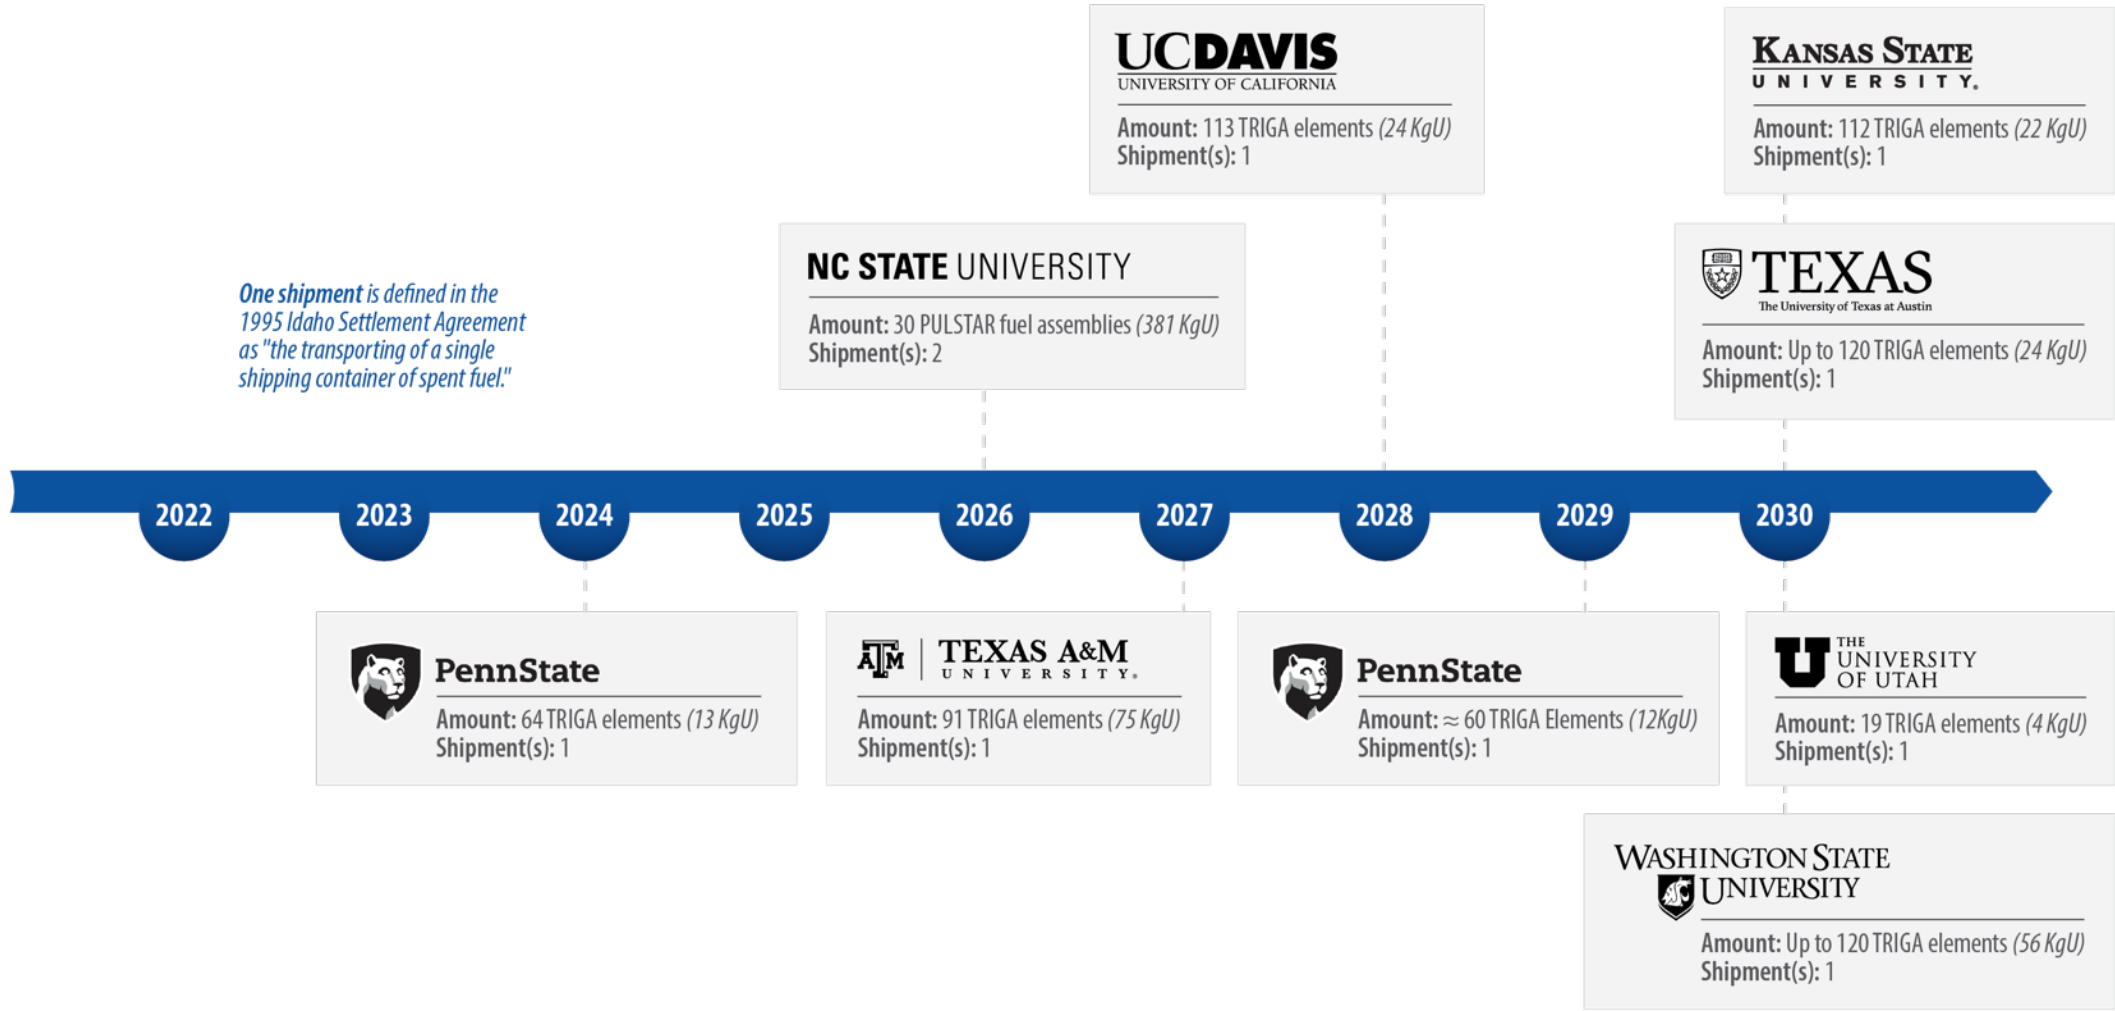 UCDAVIS
UNIVERSITY OF CALIFORNIA
Amount: 113 TRIGA elements (24 KgU)
Shipment(s): 1
KANSAS STATE
UNIVERSITY.
Amount: 112 TRIGA elements (22 KgU)
Shipment(s): 1
NC STATE UNIVERSITY
Amount: 30 PULSTAR fuel assemblies (381 KgU)
Shipment(s): 2
TEXAS
The University of Texas at Austin
Amount: Up to 120 TRIGA elements (24 KgU)
Shipment(s): 1
One shipment is defined in the
1995 Idaho Settlement Agreement
as "the transporting of a single
shipping container of spent fuel."
2022
2023
2024
2025
2026
2027
2028
2029
2030
PennState
Amount: 64 TRIGA elements (13 KgU)
Shipment(s): 1
ATM
TEXAS A&M
UNIVERSITY.
Amount: 91 TRIGA elements (75 KgU)
Shipment(s): 1
PennState
Amount: ≈ 60 TRIGA Elements (12KgU)
Shipment(s): 1
U
THE
UNIVERSITY
OF UTAH
Amount: 19 TRIGA elements (4 KgU)
Shipment(s): 1
WASHINGTON STATE
UNIVERSITY
Amount: Up to 120 TRIGA elements (56 KgU)
Shipment(s): 1